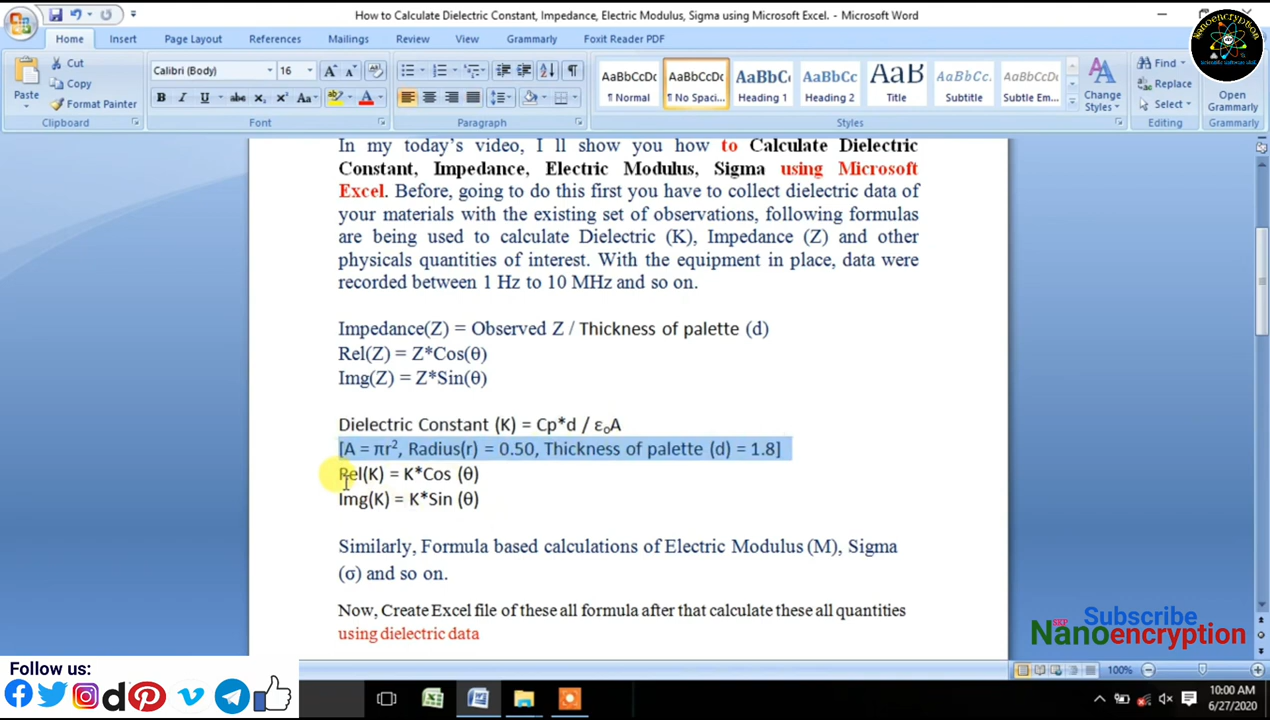 How to Calculate Dielectric Constant, Impedance, Electric Modulus, Sigma using Microsoft Excel. - Microsoft Word
Home Insert Page Layout References Mailings Review View Grammarly Foxit Reader PDF
Paste Cut Copy Format Painter Clipboard
Calibri (Body) 16 Font
Paragraph
AaBbCcDc AaBbCcDc AaBbCc AaBbCc AaBb AaBbCc. AaBbCcDc
¶ Normal ¶ No Spaci... Heading 1 Heading 2 Title Subtitle Subtle Em...
Change Styles Styles
Find Replace Select Editing
Open Grammarly Grammarly
Nanoencryption
In my today's video, I ll show you how to Calculate Dielectric
Constant, Impedance, Electric Modulus, Sigma using Microsoft
Excel. Before, going to do this first you have to collect dielectric data of
your materials with the existing set of observations, following formulas
are being used to calculate Dielectric (K), Impedance (Z) and other
physicals quantities of interest. With the equipment in place, data were
recorded between 1 Hz to 10 MHz and so on.
Impedance(Z) = Observed Z / Thickness of palette (d)
Rel(Z) = Z*Cos(θ)
Img(Z) = Z*Sin(θ)
Dielectric Constant (K) = Cp*d / ε₀A
[A = πr², Radius(r) = 0.50, Thickness of palette (d) = 1.8]
Rel(K) = K*Cos (θ)
Img(K) = K*Sin (θ)
Similarly, Formula based calculations of Electric Modulus (M), Sigma
(σ) and so on.
Now, Create Excel file of these all formula after that calculate these all quantities
using dielectric data
Subscribe
SKP
Nanoencryption
Follow us:
100%
10:00 AM
6/27/2020